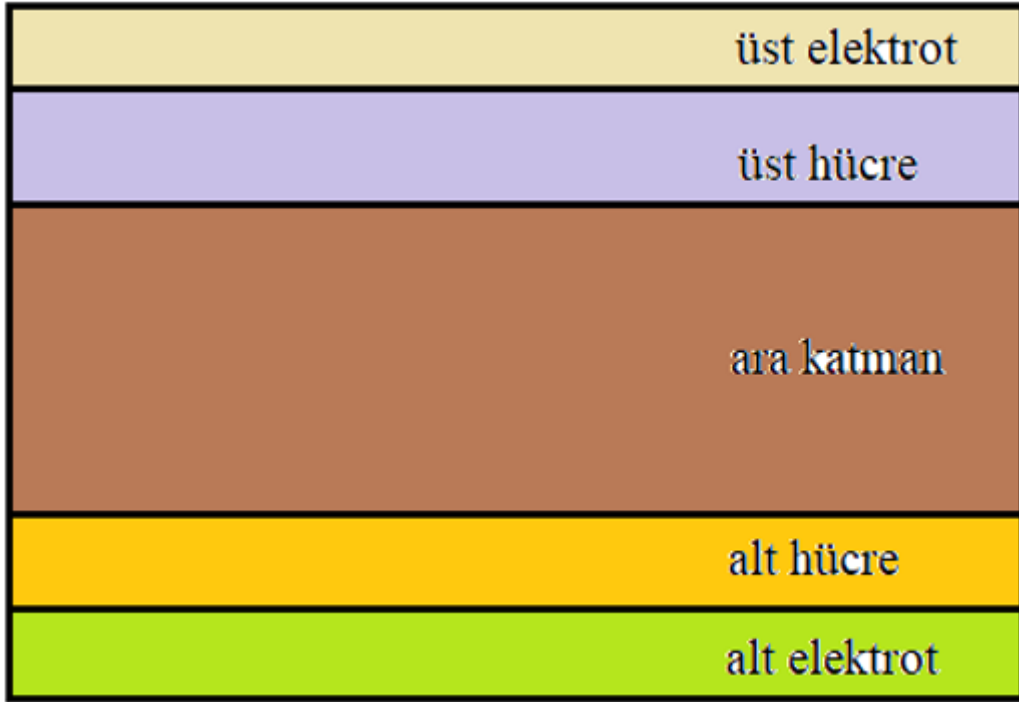 üst elektrot
üst hücre
ara katman
alt hücre
alt elektrot